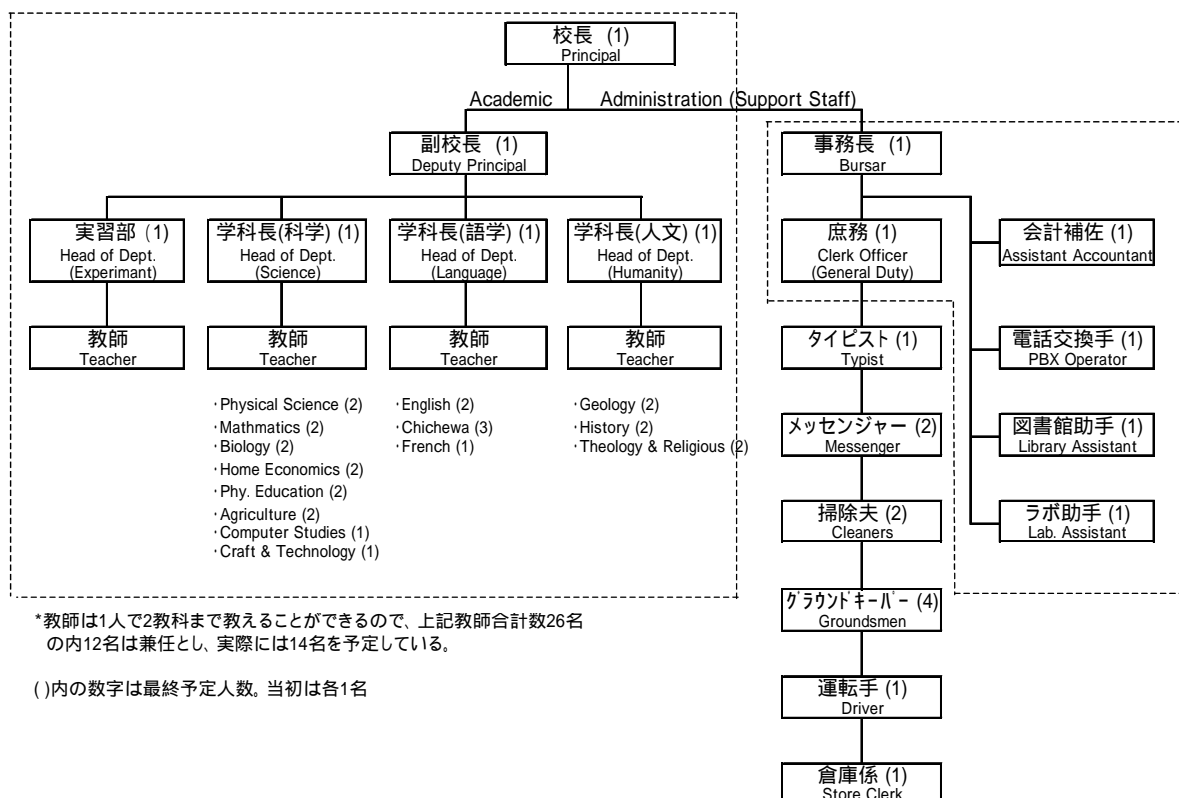 校長 (1)
Principal
Academic
Administration (Support Staff)
副校長 (1)
Deputy Principal
事務長 (1)
Bursar
実習部 (1)
Head of Dept.
(Experimant)
学科長(科学) (1)
Head of Dept.
(Science)
学科長(語学) (1)
Head of Dept.
(Language)
学科長(人文) (1)
Head of Dept.
(Humanity)
庶務 (1)
Clerk Officer
(General Duty)
会計補佐 (1)
Assistant Accountant
教師
Teacher
教師
Teacher
教師
Teacher
教師
Teacher
タイピスト (1)
Typist
電話交換手 (1)
PBX Operator
·Physical Science (2)
·Mathmatics (2)
·Biology (2)
·Home Economics (2)
·Phy. Education (2)
·Agriculture (2)
·Computer Studies (1)
·Craft & Technology (1)
·English (2)
·Chichewa (3)
·French (1)
·Geology (2)
·History (2)
·Theology & Religious (2)
メッセンジャー (2)
Messenger
図書館助手 (1)
Library Assistant
掃除夫 (2)
Cleaners
ラボ助手 (1)
Lab. Assistant
グラウンドキーパー (4)
Groundsmen
運転手 (1)
Driver
倉庫係 (1)
Store Clerk
*教師は1人で2教科まで教えることができるので、上記教師合計数26名
の内12名は兼任とし、実際には14名を予定している。
( )内の数字は最終予定人数。当初は各1名